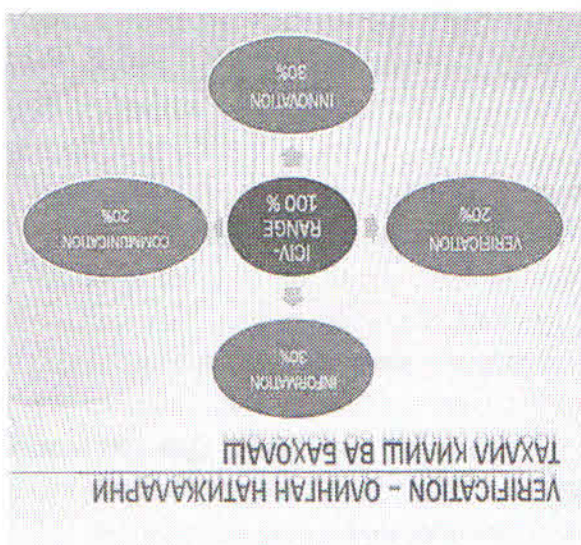 VERIFICATION - ОЛИНГАН НАТИЖАЛАРНИ
ТАХЛИЛ КИЛИШ ВА БАХОЛАШ
INFORMATION
30%
VERIFICATION
20%
ICIV-
RANGE
100 %
COMMUNICATION
20%
INNOVATION
30%